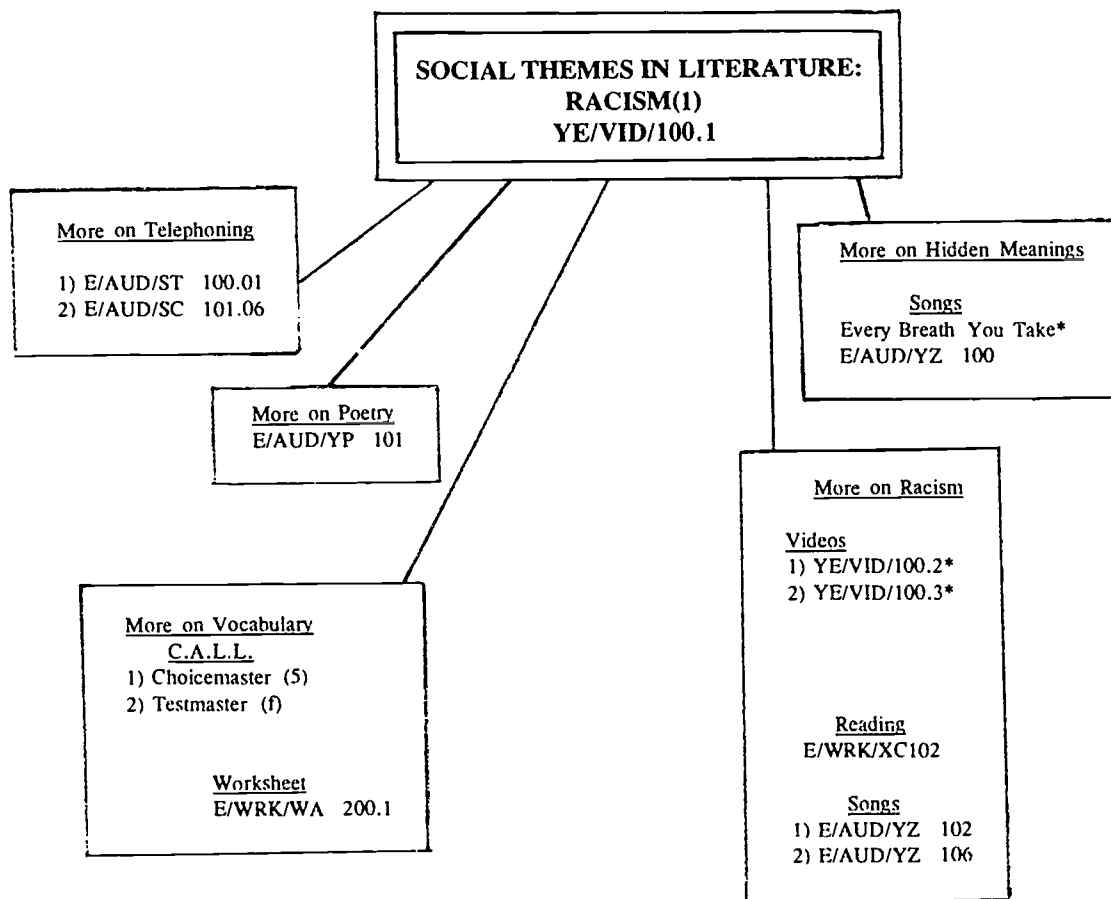 SOCIAL THEMES IN LITERATURE:
RACISM(1)
YE/VID/100.1
More on Telephoning
1) E/AUD/ST 100.01
2) E/AUD/SC 101.06
More on Hidden Meanings
Songs
Every Breath You Take*
E/AUD/YZ 100
More on Poetry
E/AUD/YP 101
More on Racism
Videos
1) YE/VID/100.2*
2) YE/VID/100.3*
Reading
E/WRK/XC102
Songs
1) E/AUD/YZ 102
2) E/AUD/YZ 106
More on Vocabulary
C.A.L.L.
1) Choicemaster (5)
2) Testmaster (f)
Worksheet
E/WRK/WA 200.1